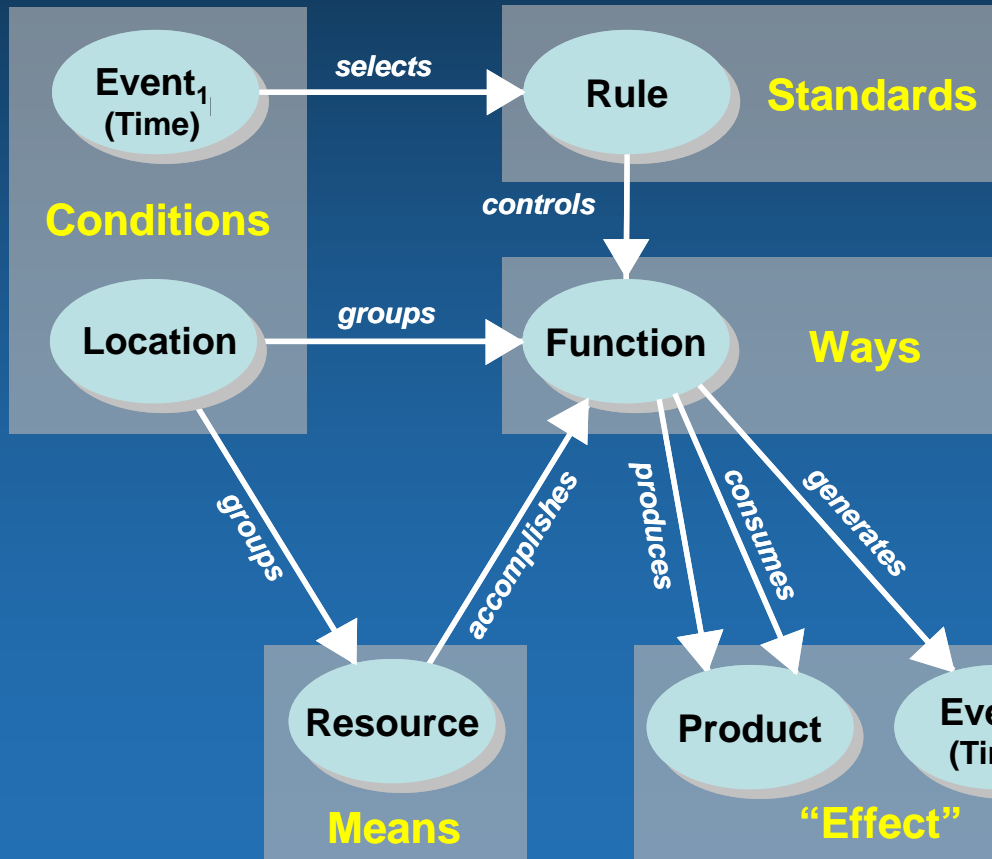 Event₁
(Time)
selects
Rule
Standards
Conditions
controls
Location
groups
Function
Ways
groups
accomplishes
produces
consumes
generates
Resource
Product
Means
“Effect”